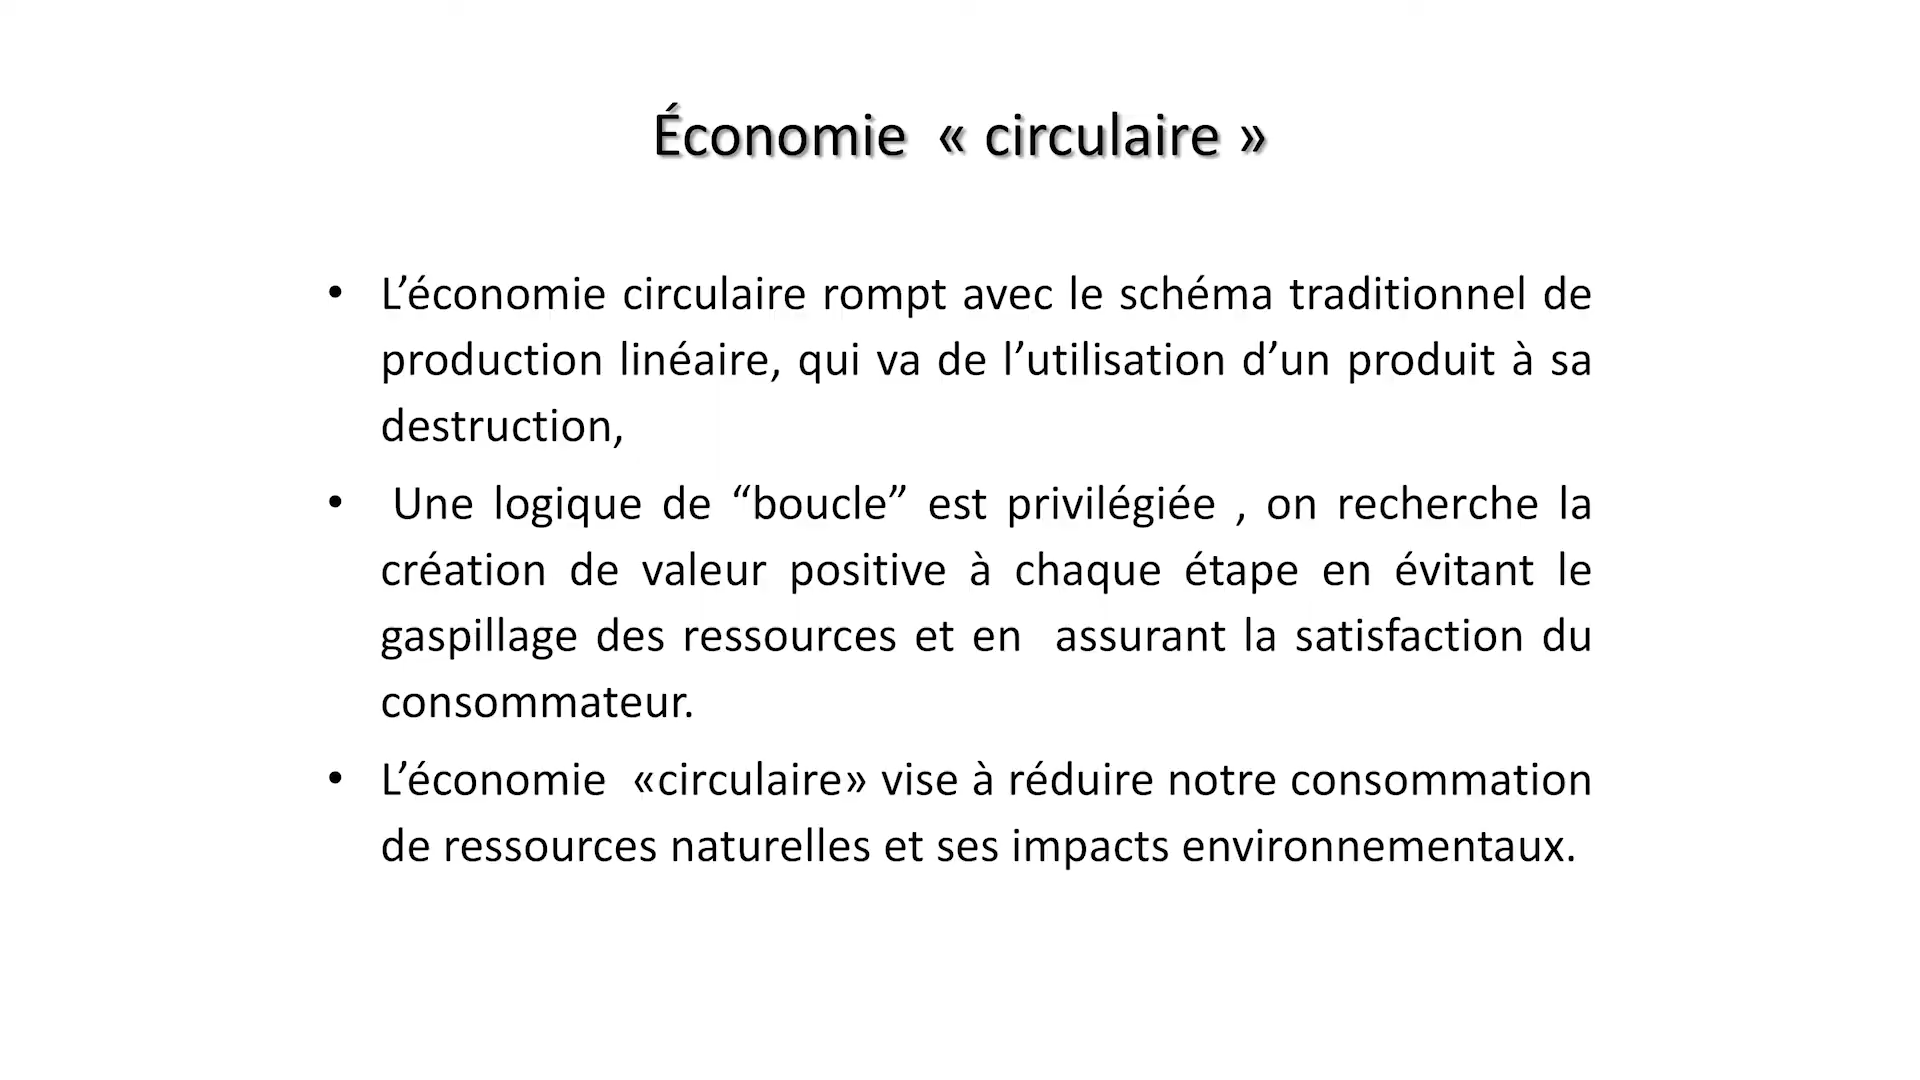 Économie  « circulaire »
• L’économie circulaire rompt avec le schéma traditionnel de
production linéaire, qui va de l’utilisation d’un produit à sa
destruction,
•  Une logique de “boucle” est privilégiée , on recherche la
création de valeur positive à chaque étape en évitant le
gaspillage des ressources et en  assurant la satisfaction du
consommateur.
• L’économie  «circulaire» vise à réduire notre consommation
de ressources naturelles et ses impacts environnementaux.